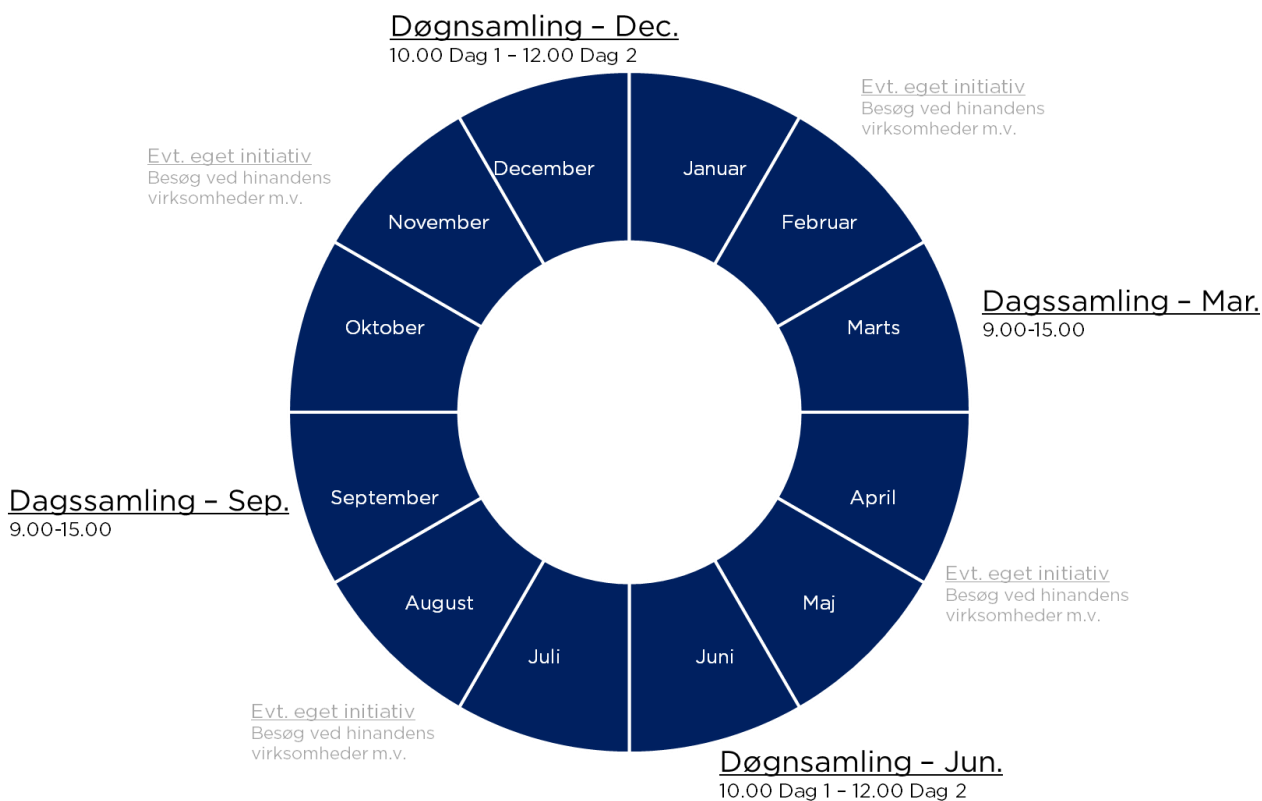 Døgnsamling – Dec.
10.00 Dag 1 – 12.00 Dag 2
Evt. eget initiativ
Besøg ved hinandens
virksomheder m.v.
Evt. eget initiativ
Besøg ved hinandens
virksomheder m.v.
December
Januar
November
Februar
Dagssamling – Mar.
9.00-15.00
Oktober
Marts
Dagssamling – Sep.
9.00-15.00
September
April
Evt. eget initiativ
Besøg ved hinandens
virksomheder m.v.
August
Maj
Juli
Juni
Evt. eget initiativ
Besøg ved hinandens
virksomheder m.v.
Døgnsamling – Jun.
10.00 Dag 1 – 12.00 Dag 2